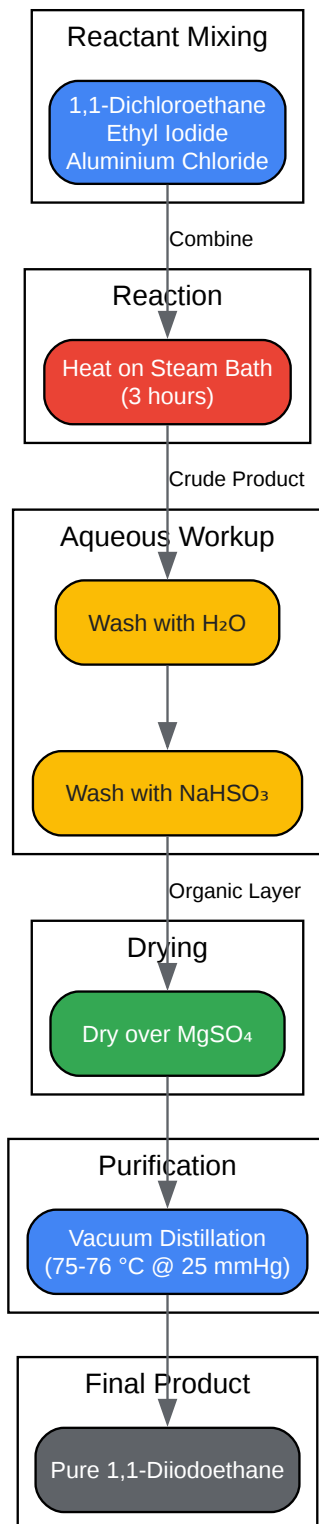 Reactant Mixing
1,1-Dichloroethane
Ethyl Iodide
Aluminium Chloride
Combine
Reaction
Heat on Steam Bath
(3 hours)
Crude Product
Aqueous Workup
Wash with H₂O
Wash with NaHSO₃
Organic Layer
Drying
Dry over MgSO₄
Purification
Vacuum Distillation
(75-76 °C @ 25 mmHg)
Final Product
Pure 1,1-Diiodoethane